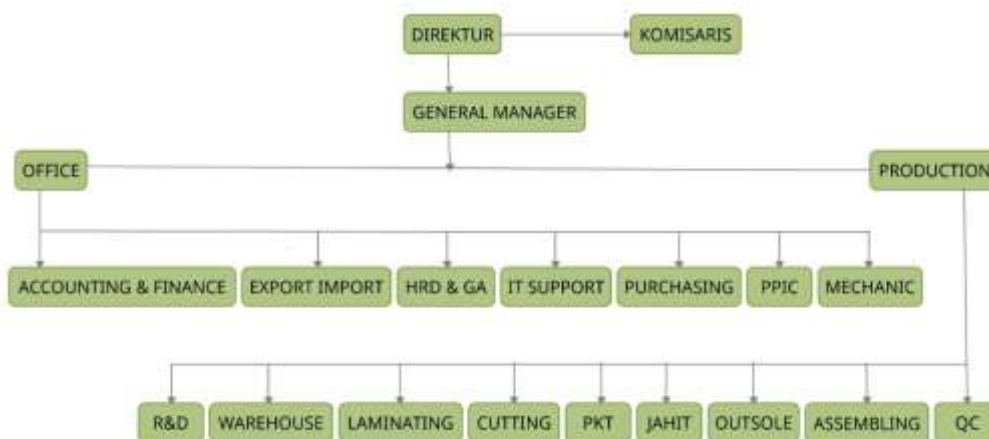 DIREKTUR
KOMISARIS
GENERAL MANAGER
OFFICE
PRODUCTION
ACCOUNTING & FINANCE
EXPORT IMPORT
HRD & GA
IT SUPPORT
PURCHASING
PPIC
MECHANIC
R&D
WAREHOUSE
LAMINATING
CUTTING
PKT
JAHIT
OUTSOLE
ASSEMBLING
QC